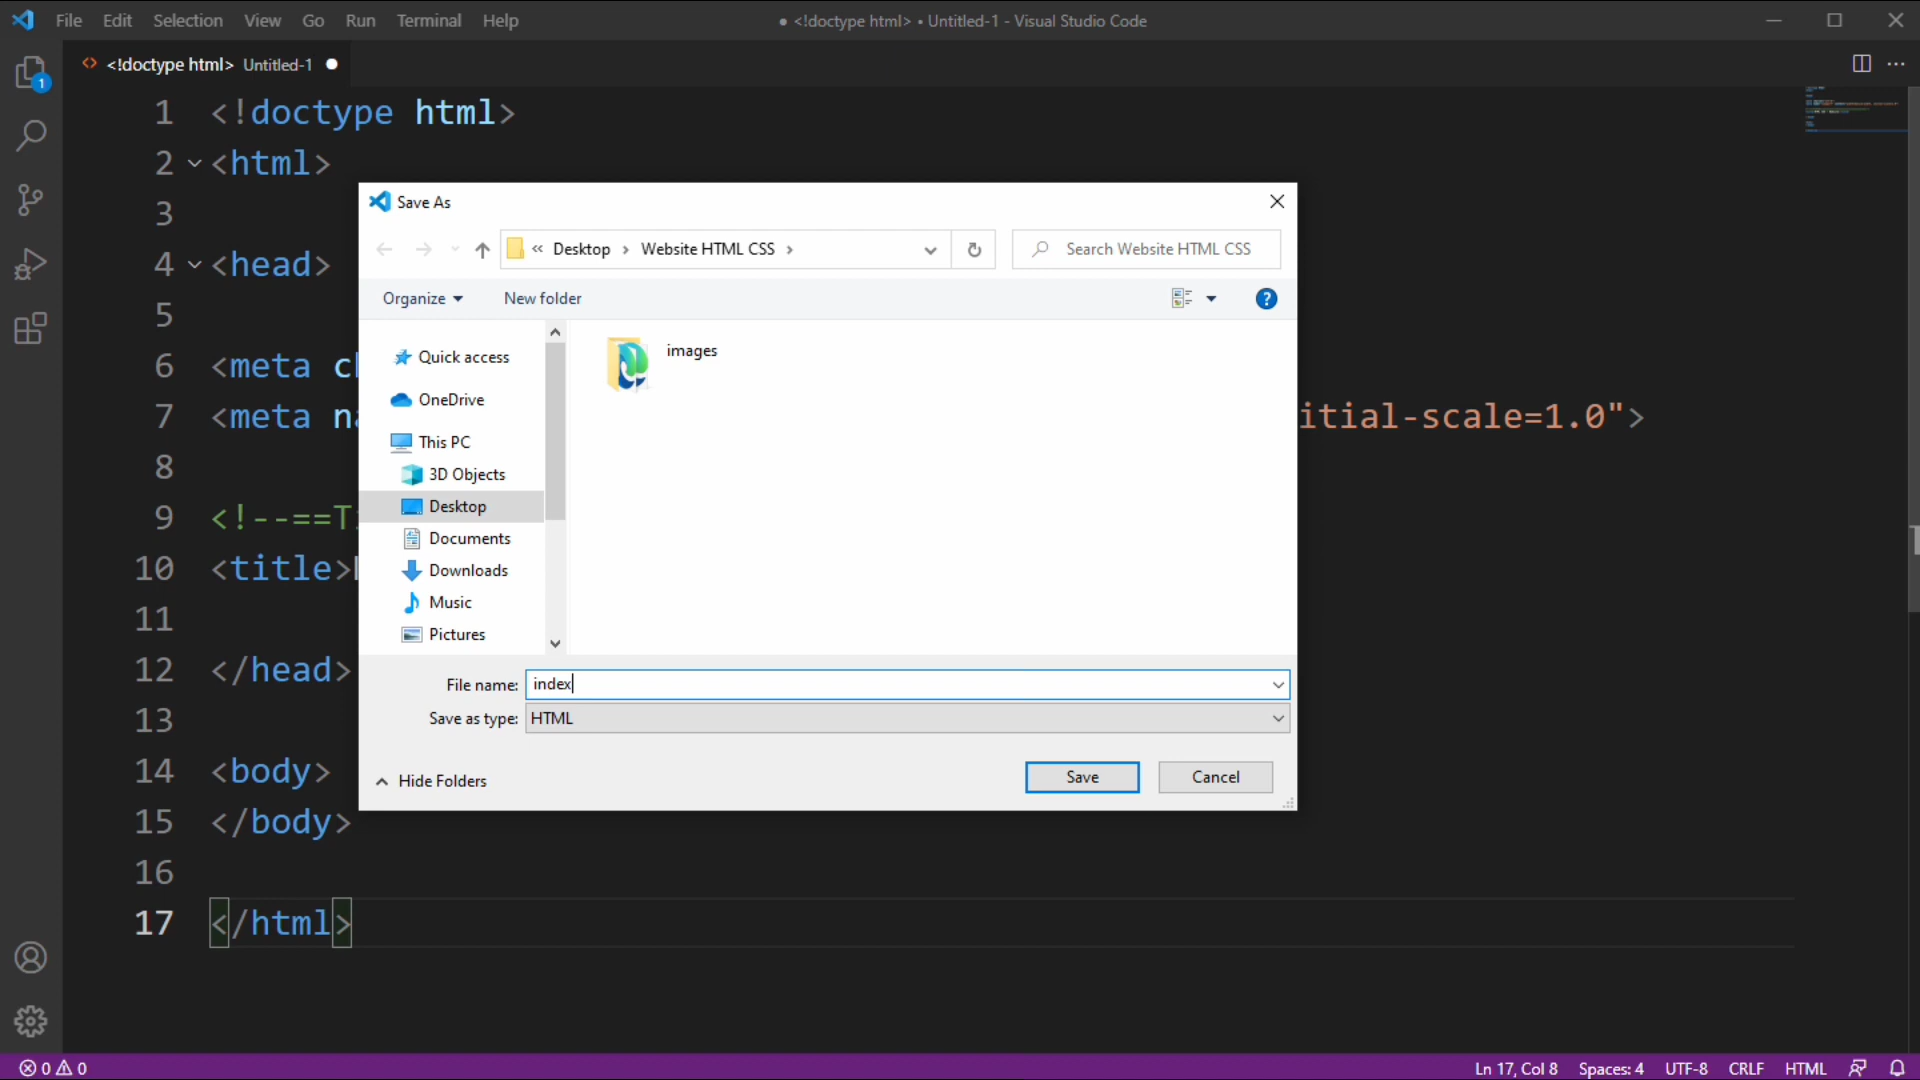 File Edit Selection View Go Run Terminal Help
● <!doctype html> • Untitled-1 - Visual Studio Code
<!doctype html> Untitled-1
1
1 <!doctype html>
2 <html>
3
4 <head>
5
6 <meta
7 <meta
itial-scale=1.0">
8
9 <!--==
10 <title>
11
12 </head>
13
14 <body>
15 </body>
16
17 </html>
Save As
« Desktop › Website HTML CSS ›
Search Website HTML CSS
Organize
New folder
Quick access
OneDrive
This PC
3D Objects
Desktop
Documents
Downloads
Music
Pictures
images
File name: index
Save as type: HTML
Hide Folders
Save
Cancel
0 0
Ln 17, Col 8 Spaces: 4 UTF-8 CRLF HTML